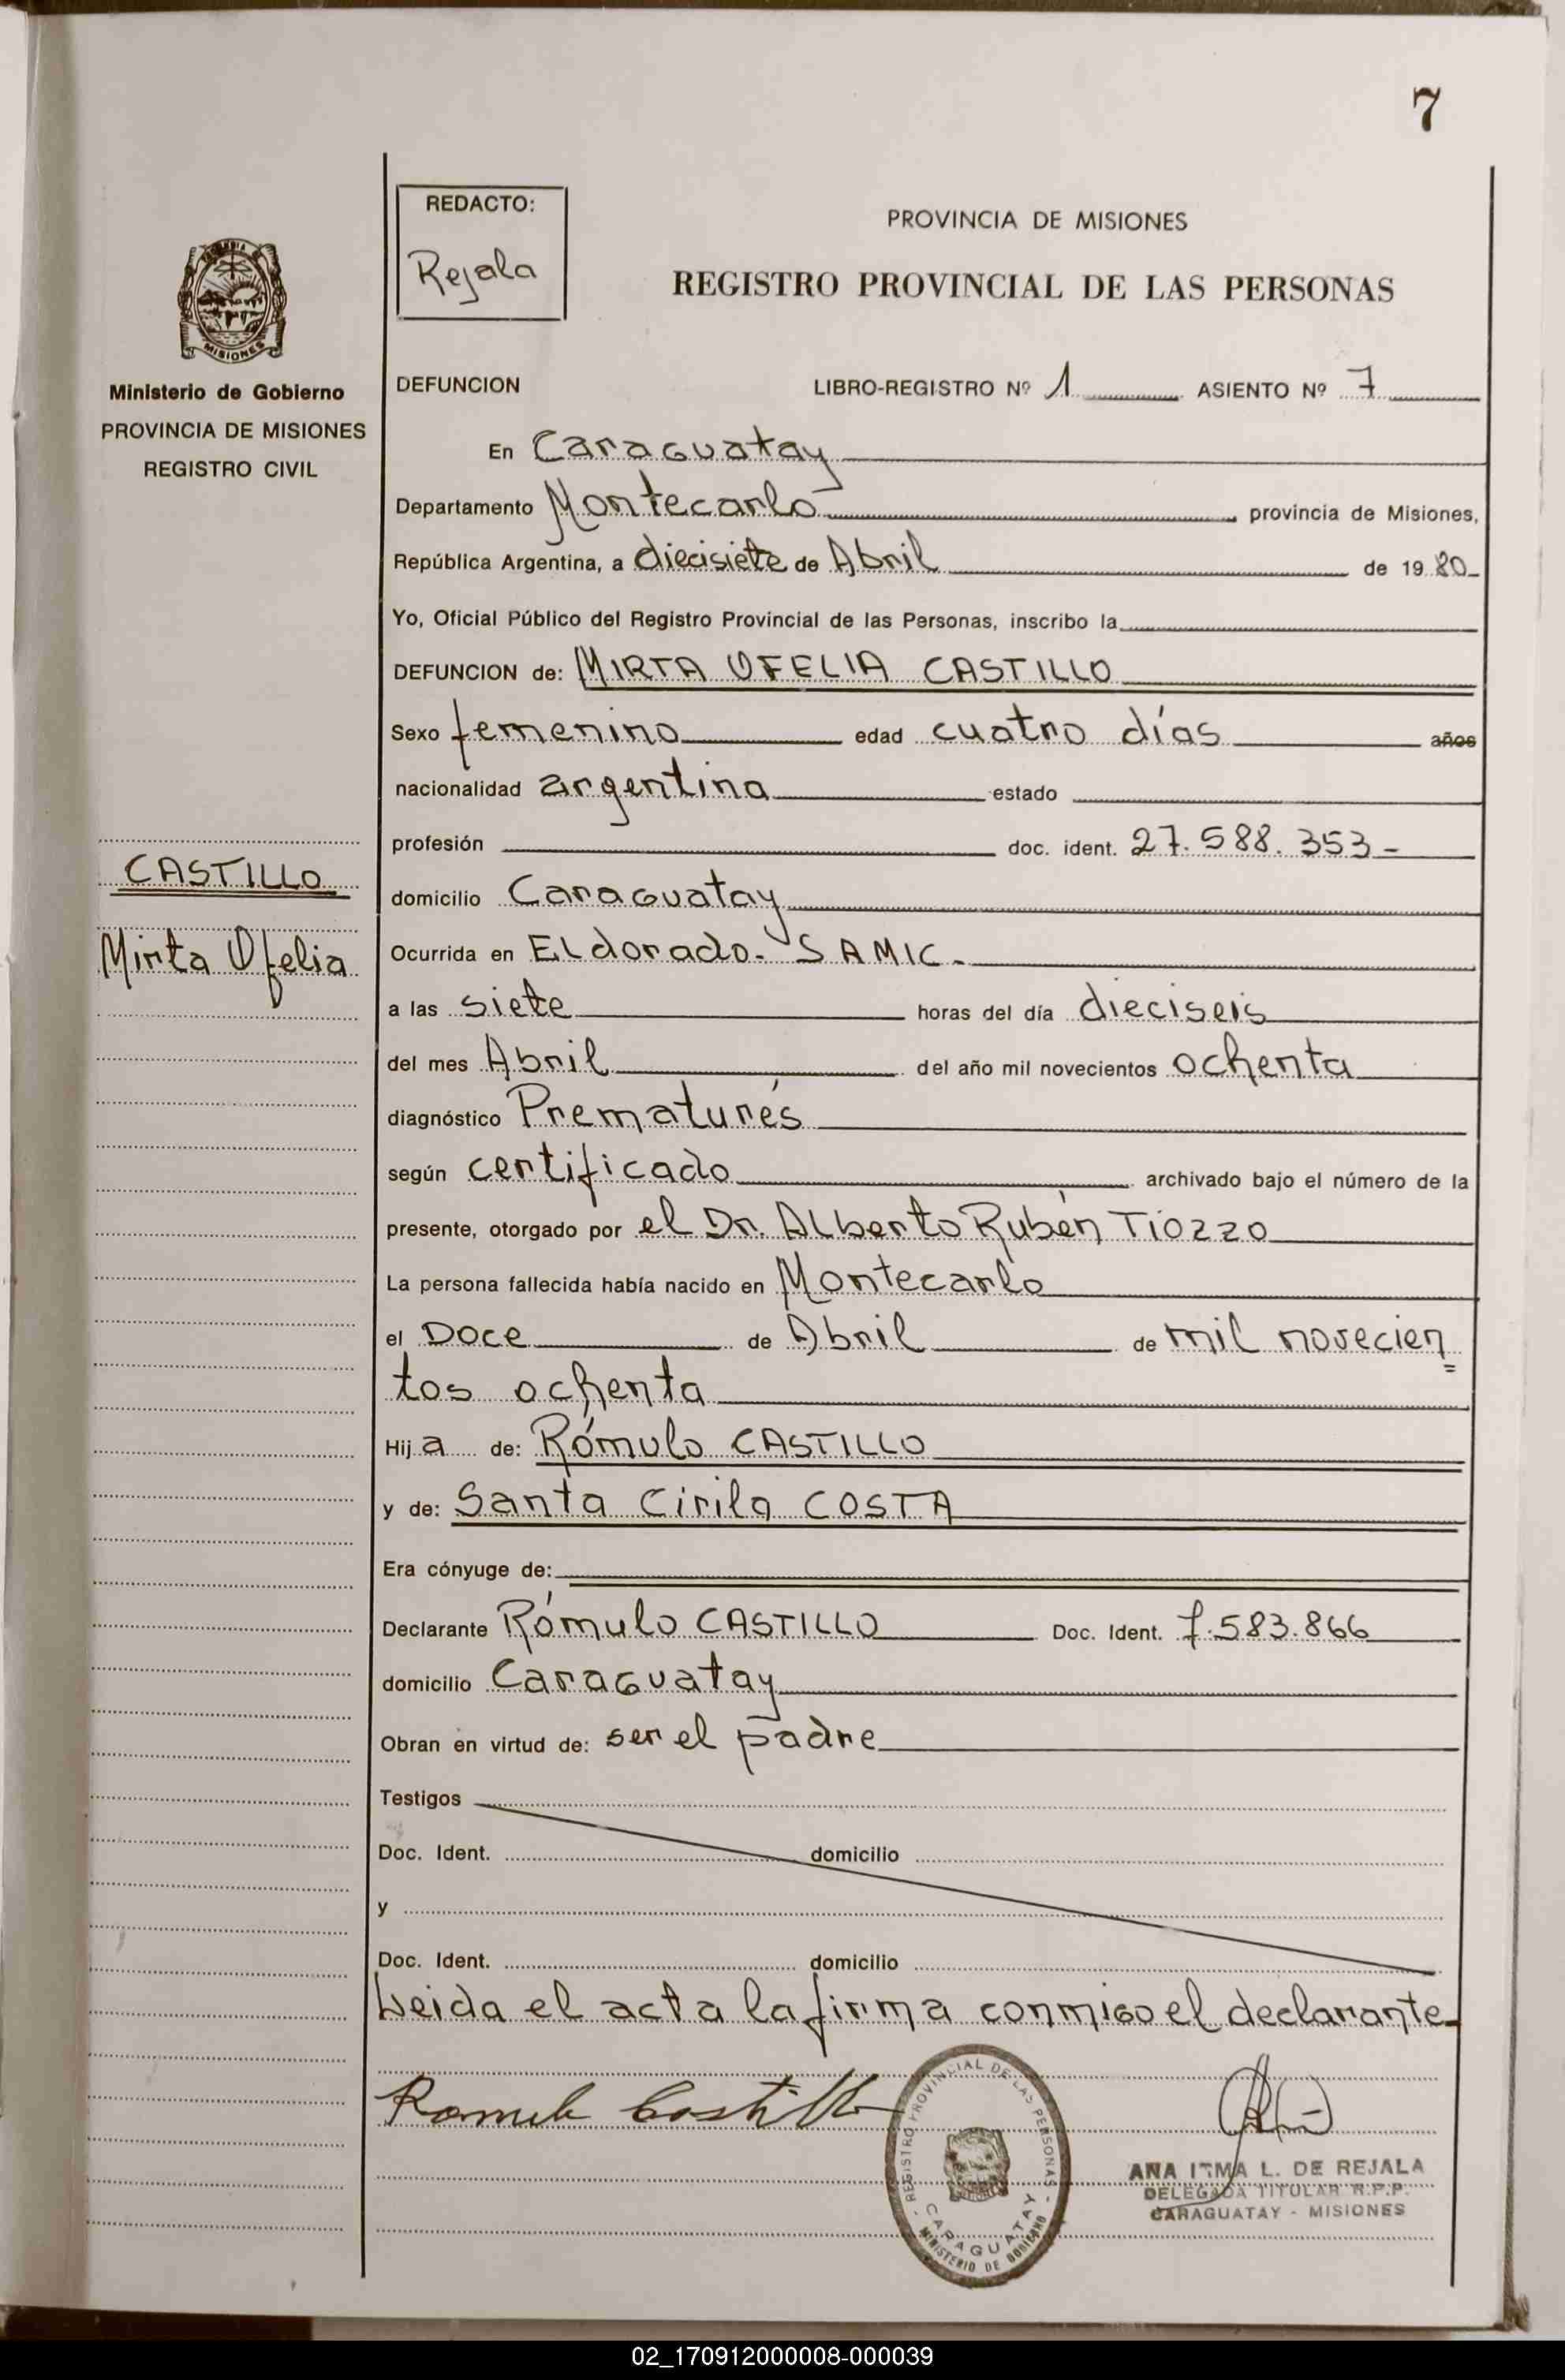 7
REDACTO:
Rejala
PROVINCIA DE MISIONES
REGISTRO PROVINCIAL DE LAS PERSONAS
MISIONES
Ministerio de Gobierno
PROVINCIA DE MISIONES
REGISTRO CIVIL
DEFUNCION LIBRO-REGISTRO Nº 1 ASIENTO Nº 7
En Caraguatay
Departamento Montecarlo provincia de Misiones,
República Argentina, a diecisiete de Abril de 19 80
Yo, Oficial Público del Registro Provincial de las Personas, inscribo la
DEFUNCION de: MIRTA OFELIA CASTILLO
Sexo femenino edad cuatro días años
nacionalidad argentina estado
profesión doc. ident. 27.588.353-
CASTILLO
Mirta Ofelia
domicilio Caraguatay
Ocurrida en ELdorado- SAMIC-
a las siete horas del día dieciseis
del mes Abril del año mil novecientos ochenta
diagnóstico Prematurés
según certificado archivado bajo el número de la
presente, otorgado por el Dr. ALberto Rubén Tiozzo
La persona fallecida había nacido en Montecarlo
el Doce de Abril de mil novecien=
tos ochenta
Hij a de: Rómulo CASTILLO
y de: Santa Cirila COSTA
Era cónyuge de:
Declarante Rómulo CASTILLO Doc. Ident. 7.583.866
domicilio Caraguatay
Obran en virtud de: ser el padre
Testigos
Doc. Ident. domicilio
y
Doc. Ident. domicilio
Leida el acta la firma conmigo el declarante-
Romulo Castillo
REGISTRO PROVINCIAL DE LAS PERSONAS
CARAGUATAY
MINISTERIO DE GOBIERNO
ANA IRMA L. DE REJALA
DELEGADA TITULAR R.P.P.
CARAGUATAY - MISIONES
02_170912000008-000039